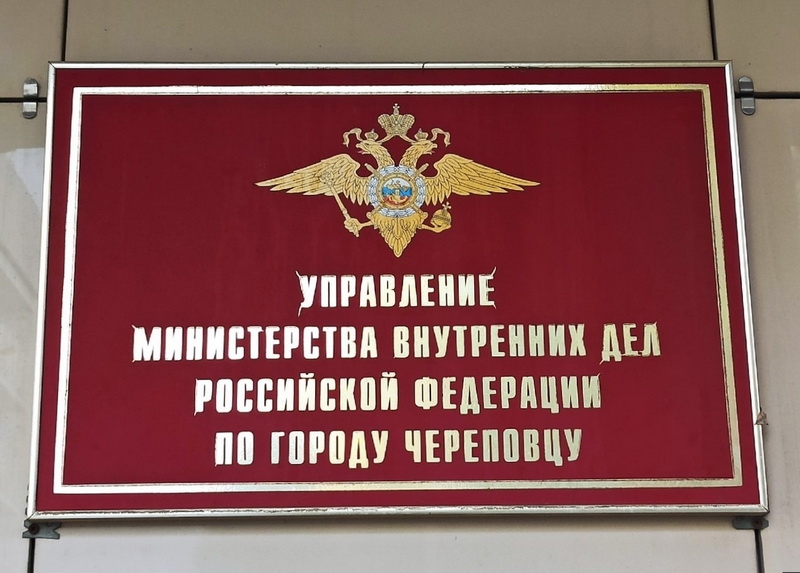 УПРАВЛЕНИЕ
МИНИСТЕРСТВА ВНУТРЕННИХ ДЕЛ
РОССИЙСКОЙ ФЕДЕРАЦИИ
ПО ГОРОДУ ЧЕРЕПОВЦУ